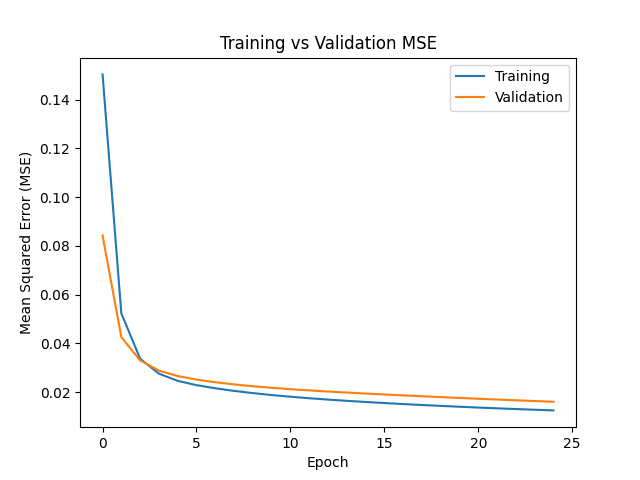 Training vs Validation MSE
Training
Validation
Mean Squared Error (MSE)
0.14
0.12
0.10
0.08
0.06
0.04
0.02
0 5 10 15 20 25
Epoch